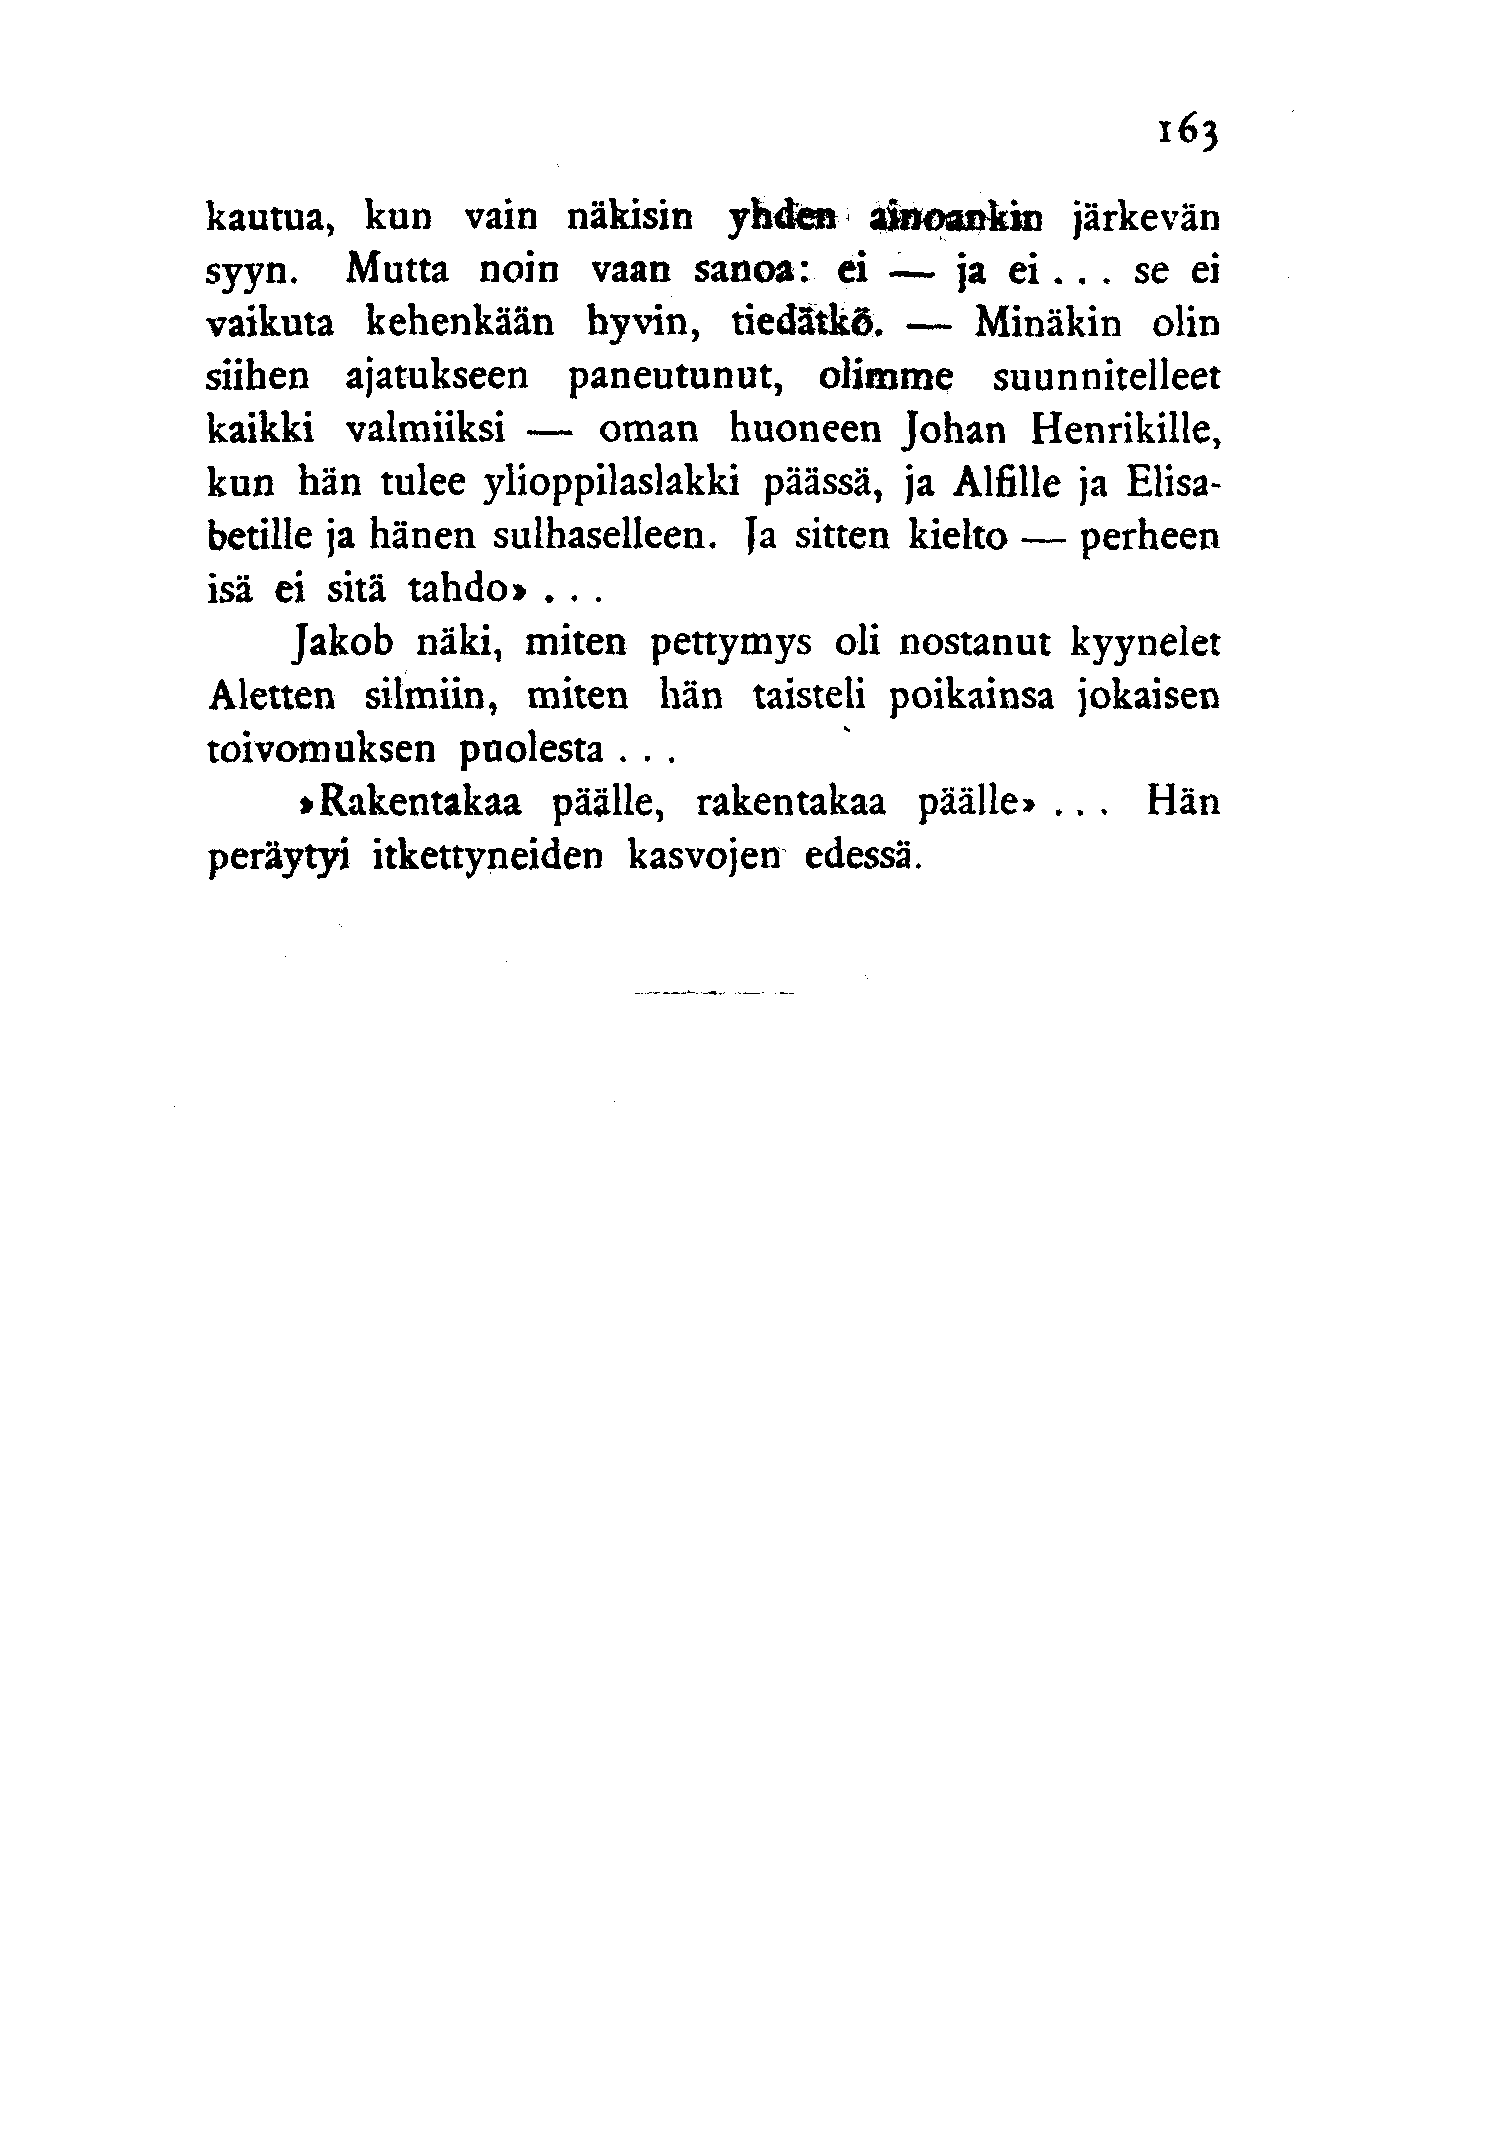 163
kautua, kun vain näkisin yhden ainoankin järkevän
syyn. Mutta noin vaan sanoa: ei — ja ei . . . se ei
vaikuta kehenkään hyvin, tiedätkö. — Minäkin olin
siihen ajatukseen paneutunut, olimme suunnitelleet
kaikki valmiiksi — oman huoneen Johan Henrikille,
kun hän tulee ylioppilaslakki päässä, ja Alfille ja Elisa-
betille ja hänen sulhaselleen. Ja sitten kielto — perheen
isä ei sitä tahdo» . . .
Jakob näki, miten pettymys oli nostanut kyynelet
Aletten silmiin, miten hän taisteli poikainsa jokaisen
toivomuksen puolesta . . .
»Rakentakaa päälle, rakentakaa päälle» . . . Hän
peräytyi itkettyneiden kasvojen edessä.